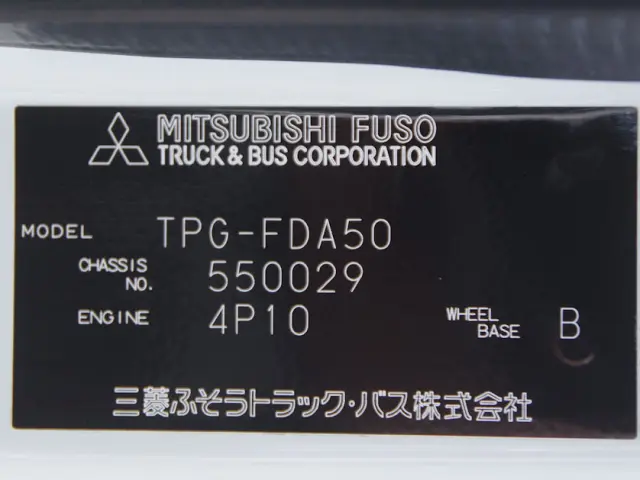 MITSUBISHI FUSO
TRUCK & BUS CORPORATION
MODEL TPG-FDA50
CHASSIS NO. 550029
ENGINE 4P10 WHEEL BASE B
三菱ふそうトラック・バス株式会社